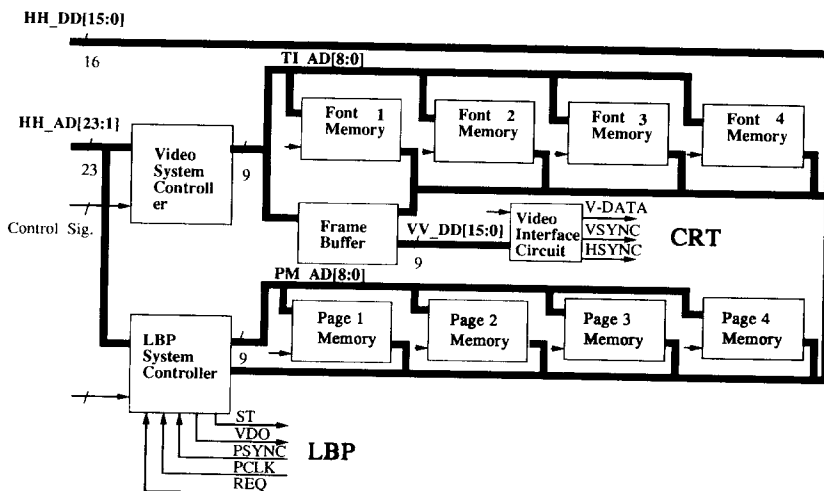 HH_DD[15:0]
16
TI_AD[8:0]
Font 1
Memory
Font 2
Memory
Font 3
Memory
Font 4
Memory
HH_AD[23:1]
23
Video
System
Controll
er
9
Control Sig.
Frame
Buffer
VV_DD[15:0]
9
Video
Interface
Circuit
V-DATA
VSYNC
HSYNC
CRT
PM_AD[8:0]
LBP
System
Controller
9
Page 1
Memory
Page 2
Memory
Page 3
Memory
Page 4
Memory
ST
VDO
PSYNC
PCLK
REQ
LBP